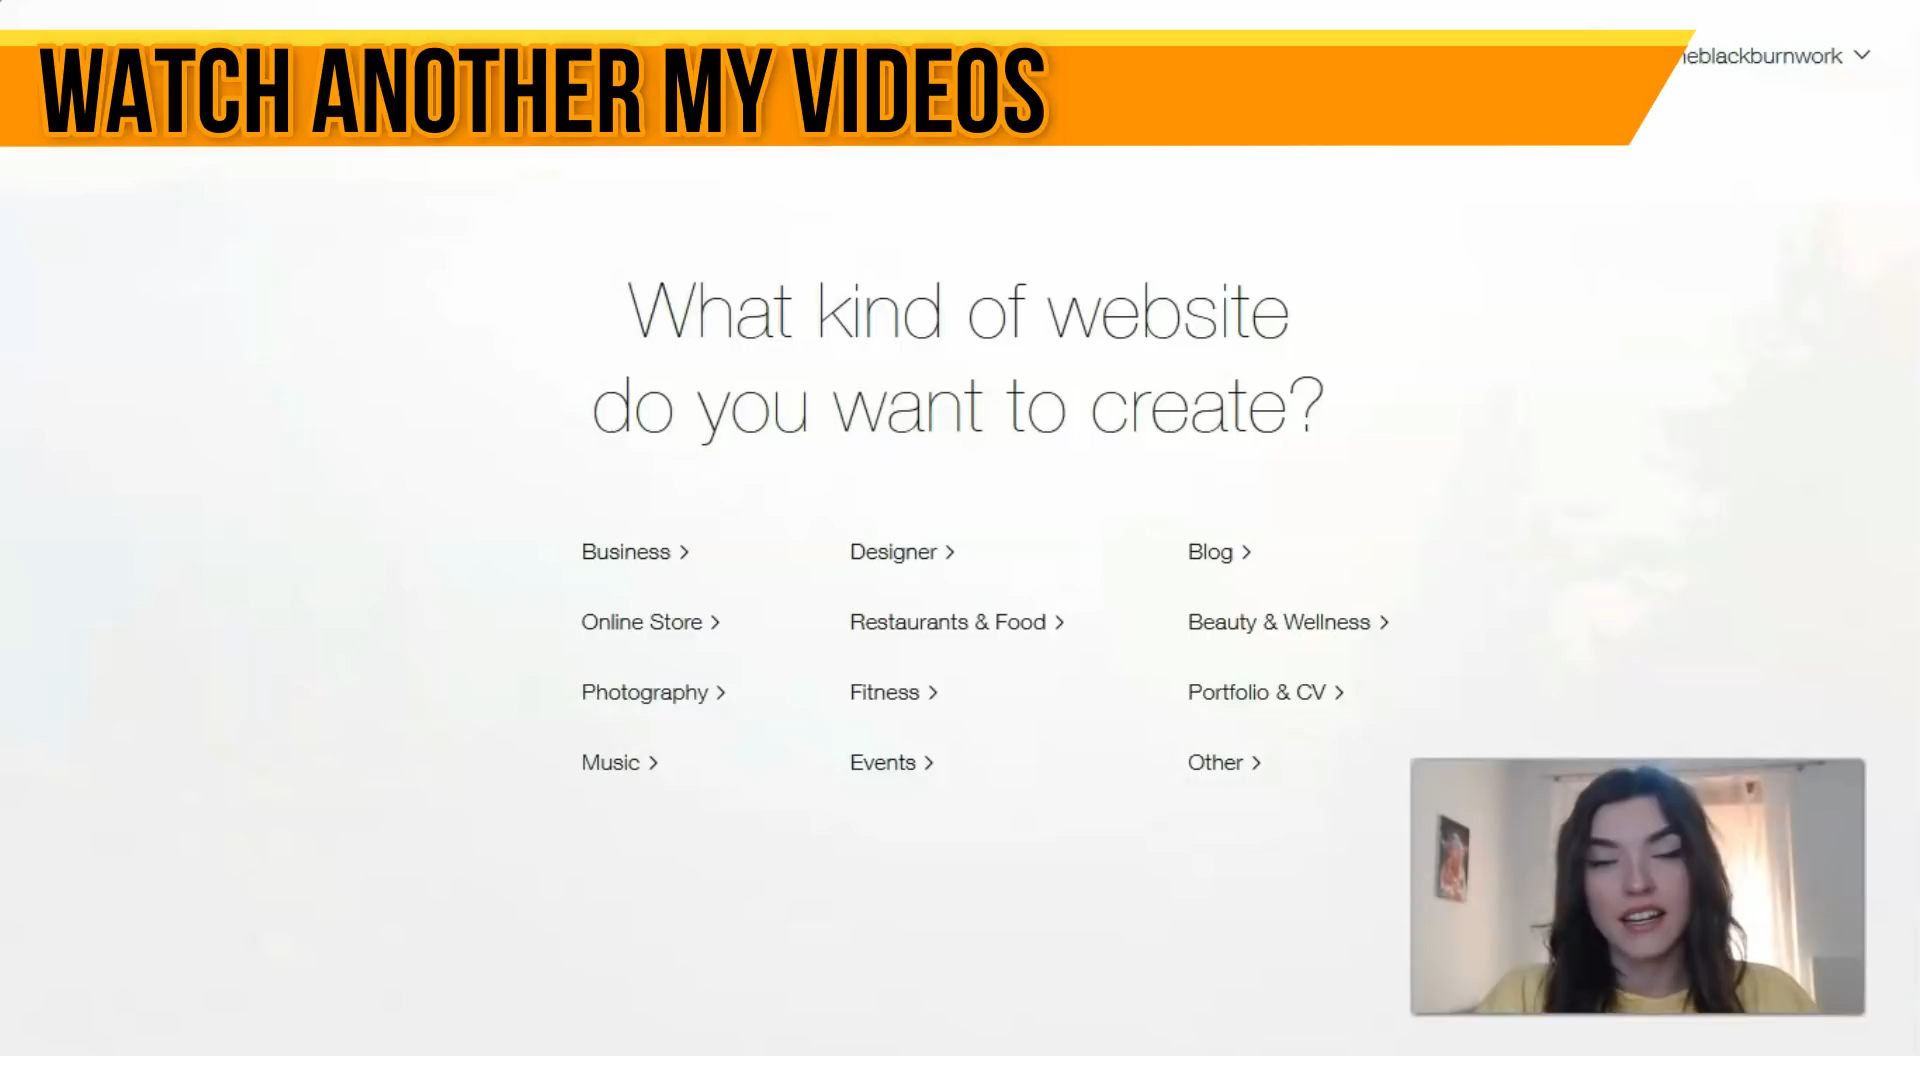 WATCH ANOTHER MY VIDEOS
What kind of website
do you want to create?
Business >
Designer >
Blog >
Online Store >
Restaurants & Food >
Beauty & Wellness >
Photography >
Fitness >
Portfolio & CV >
Music >
Events >
Other >